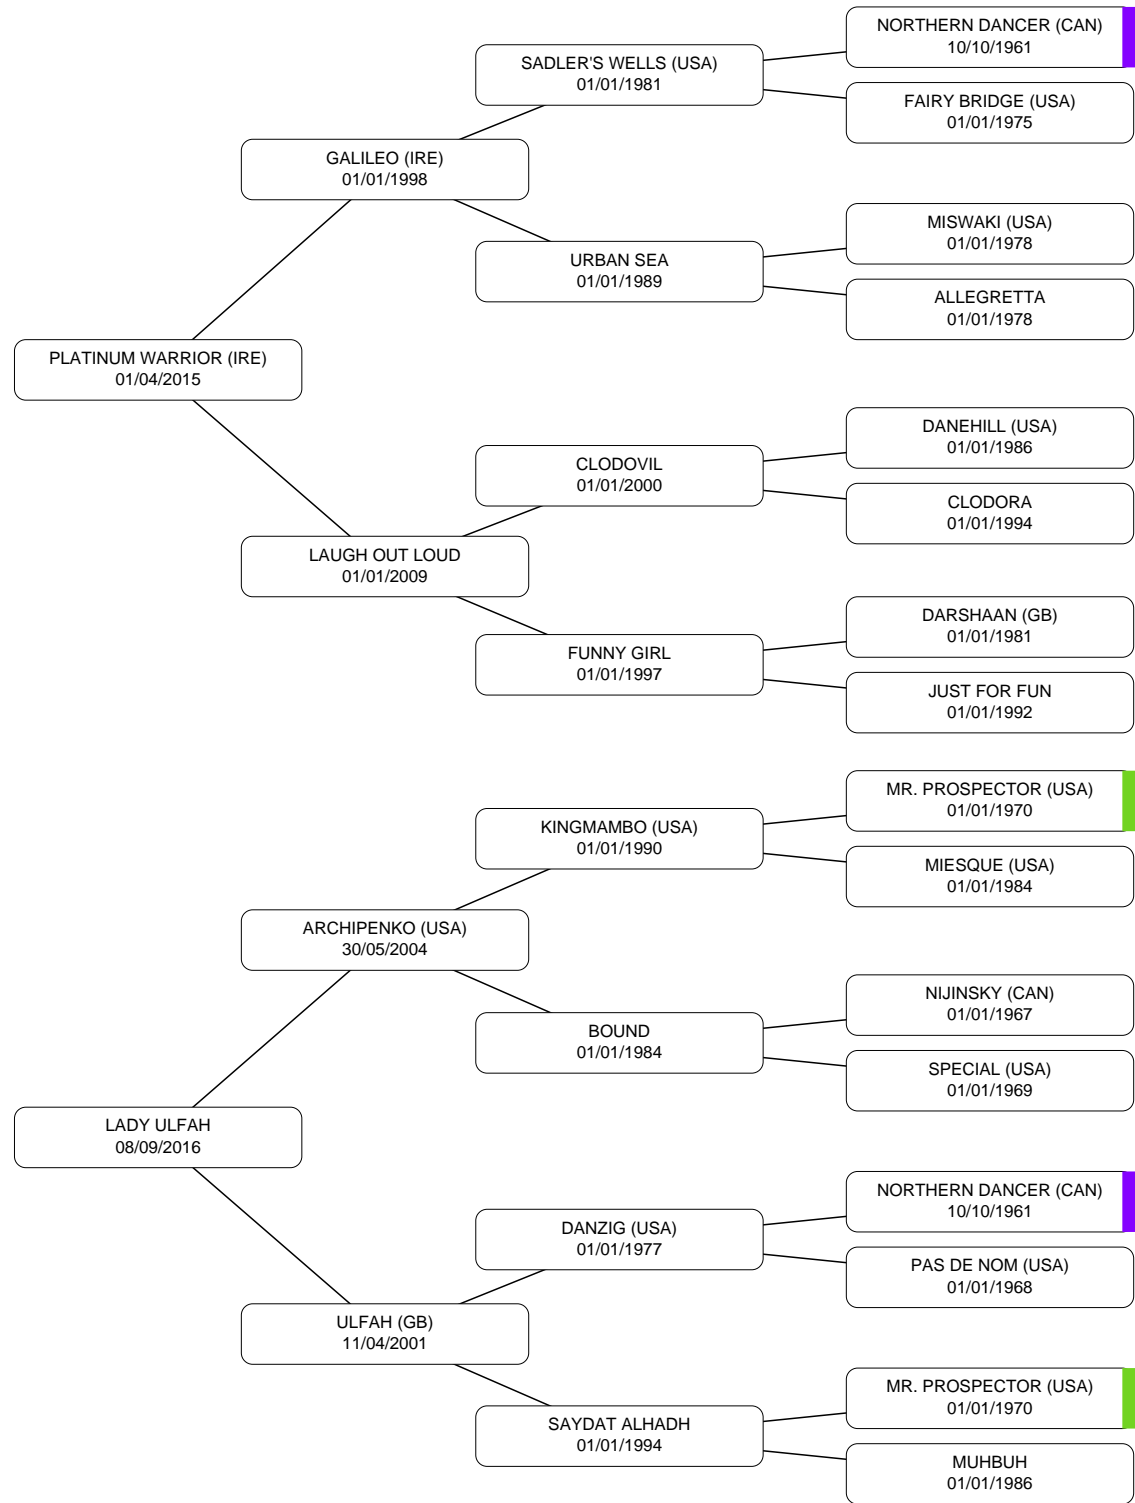 NORTHERN DANCER (CAN)
10/10/1961
SADLER'S WELLS (USA)
01/01/1981
FAIRY BRIDGE (USA)
01/01/1975
GALILEO (IRE)
01/01/1998
MISWAKI (USA)
01/01/1978
URBAN SEA
01/01/1989
ALLEGRETTA
01/01/1978
PLATINUM WARRIOR (IRE)
01/04/2015
DANEHILL (USA)
01/01/1986
CLODOVIL
01/01/2000
CLODORA
01/01/1994
LAUGH OUT LOUD
01/01/2009
DARSHAAN (GB)
01/01/1981
FUNNY GIRL
01/01/1997
JUST FOR FUN
01/01/1992
MR. PROSPECTOR (USA)
01/01/1970
KINGMAMBO (USA)
01/01/1990
MIESQUE (USA)
01/01/1984
ARCHIPENKO (USA)
30/05/2004
NIJINSKY (CAN)
01/01/1967
BOUND
01/01/1984
SPECIAL (USA)
01/01/1969
LADY ULFAH
08/09/2016
NORTHERN DANCER (CAN)
10/10/1961
DANZIG (USA)
01/01/1977
PAS DE NOM (USA)
01/01/1968
ULFAH (GB)
11/04/2001
MR. PROSPECTOR (USA)
01/01/1970
SAYDAT ALHADH
01/01/1994
MUHBUH
01/01/1986